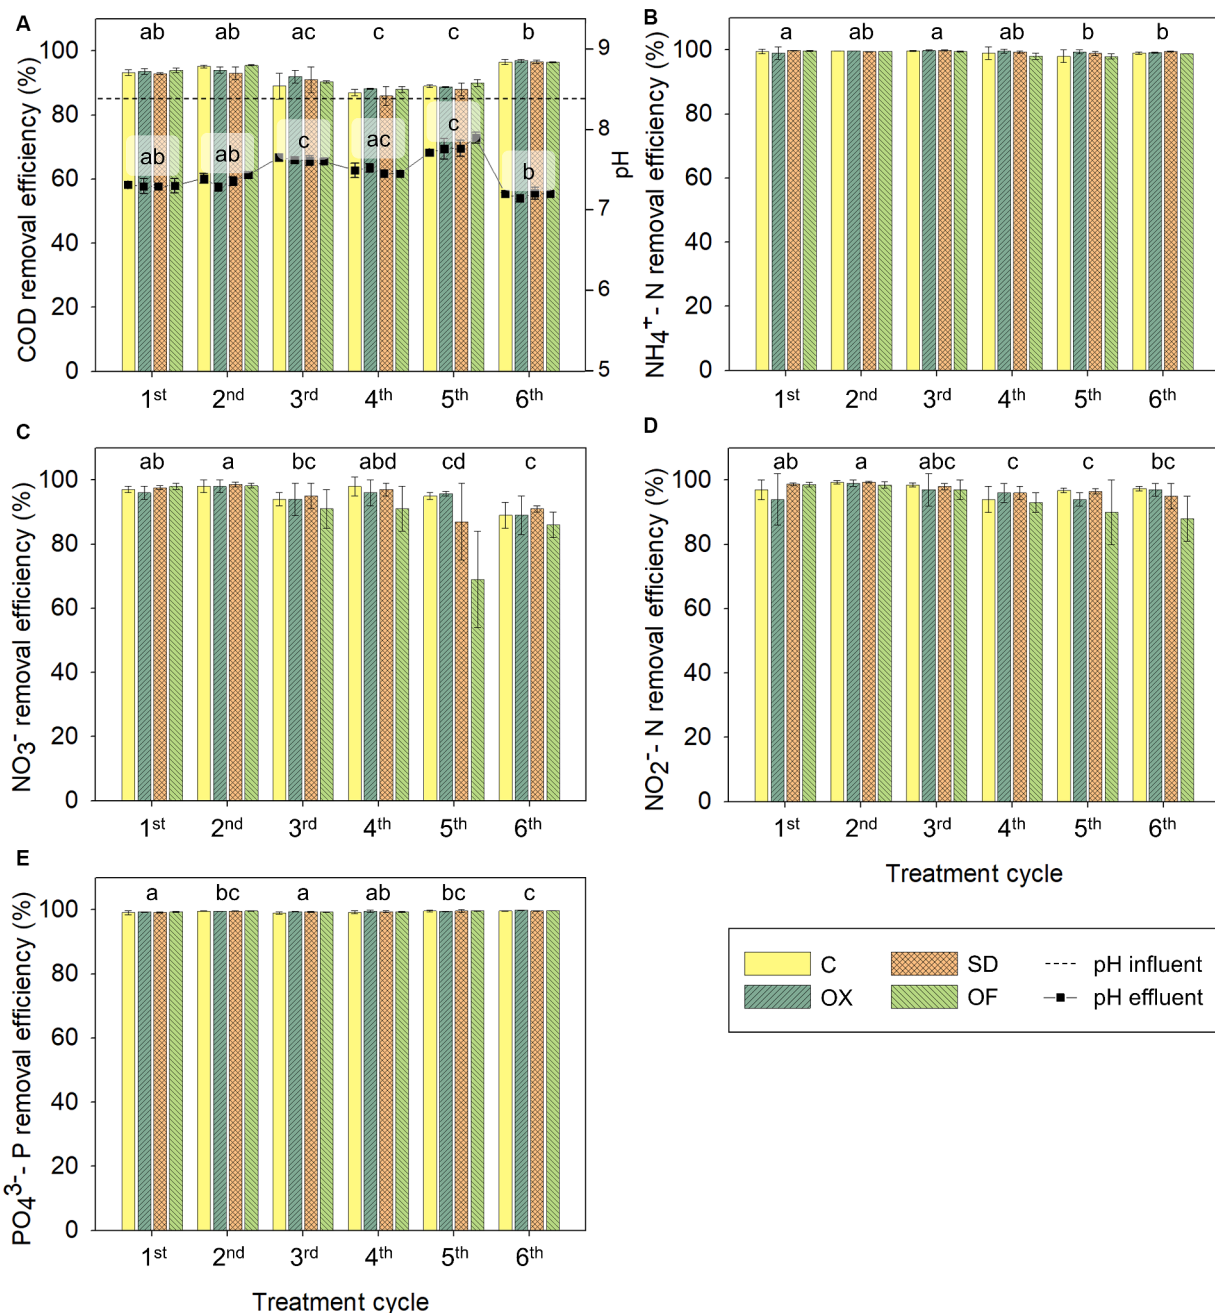 A
COD removal efficiency (%)
100
80
60
40
20
0
ab ab ac c c b
ab ab c ac c b
9
8
7
6
5
pH
1st 2nd 3rd 4th 5th 6th
B
NH4+- N removal efficiency (%)
100
80
60
40
20
0
a ab a ab b b
1st 2nd 3rd 4th 5th 6th
C
NO3- removal efficiency (%)
100
80
60
40
20
0
ab a bc abd cd c
1st 2nd 3rd 4th 5th 6th
D
NO2-- N removal efficiency (%)
100
80
60
40
20
0
ab a abc c c bc
1st 2nd 3rd 4th 5th 6th
Treatment cycle
E
PO43-- P removal efficiency (%)
100
80
60
40
20
0
a bc a ab bc c
1st 2nd 3rd 4th 5th 6th
Treatment cycle
C SD pH influent
OX OF pH effluent